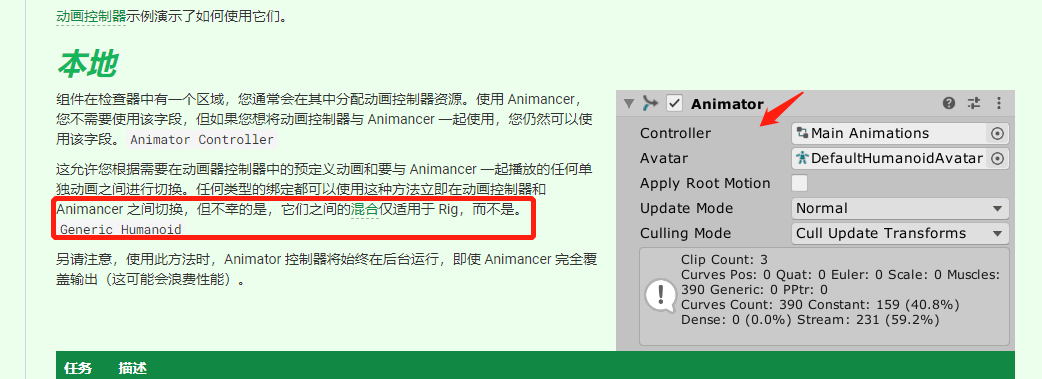 动画控制器示例演示了如何使用它们。
本地
组件在检查器中有一个区域，您通常会在其中分配动画控制器资源。使用 Animancer，
您不需要使用该字段，但如果您想将动画控制器与 Animancer 一起使用，您仍然可以使
用该字段。 Animator Controller
这允许您根据需要在动画器控制器中的预定义动画和要与 Animancer 一起播放的任何单
独动画之间进行切换。任何类型的绑定都可以使用这种方法立即在动画控制器和
Animancer 之间切换，但不幸的是，它们之间的混合仅适用于 Rig，而不是。
Generic Humanoid
另请注意，使用此方法时，Animator 控制器将始终在后台运行，即使 Animancer 完全覆
盖输出（这可能会浪费性能）。
Animator
Controller Main Animations
Avatar DefaultHumanoidAvatar
Apply Root Motion
Update Mode Normal
Culling Mode Cull Update Transforms
Clip Count: 3
Curves Pos: 0 Quat: 0 Euler: 0 Scale: 0 Muscles:
390 Generic: 0 PPtr: 0
Curves Count: 390 Constant: 159 (40.8%)
Dense: 0 (0.0%) Stream: 231 (59.2%)
任务 描述